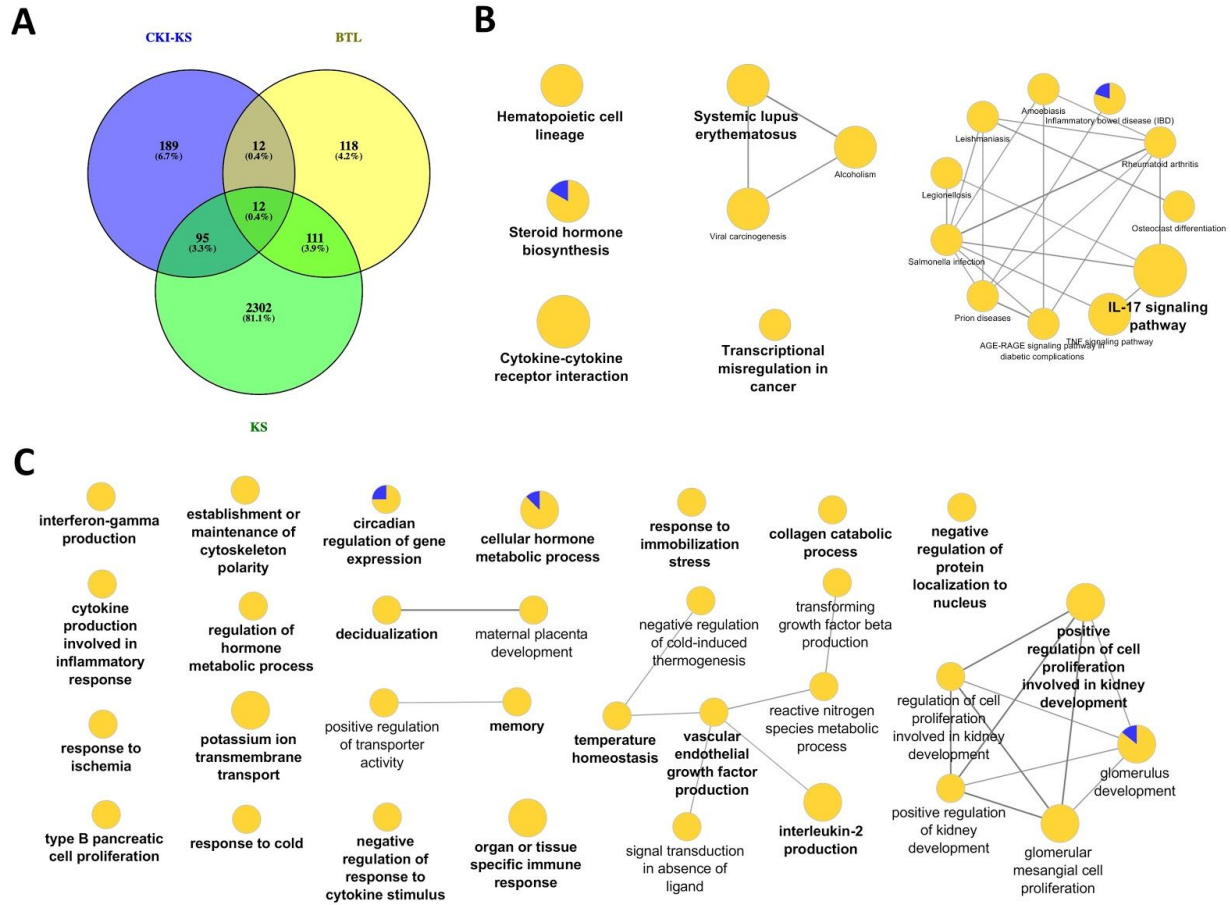 A
CKI-KS
BTL
189
(6.7%)
12
(0.4%)
118
(4.2%)
12
(0.4%)
95
(3.3%)
111
(3.9%)
2302
(81.1%)
KS
B
Hematopoietic cell
lineage
Steroid hormone
biosynthesis
Cytokine-cytokine
receptor interaction
Systemic lupus
erythematosus
Alcoholism
Viral carcinogenesis
Transcriptional
misregulation in
cancer
Amoebiasis
Inflammatory bowel disease (IBD)
Leishmaniasis
Rheumatoid arthritis
Legionellosis
Osteoclast differentiation
Salmonella infection
Prion diseases
IL-17 signaling
pathway
TNF signaling pathway
AGE-RAGE signaling pathway in
diabetic complications
C
interferon-gamma
production
establishment or
maintenance of
cytoskeleton
polarity
circadian
regulation of gene
expression
cellular hormone
metabolic process
response to
immobilization
stress
collagen catabolic
process
negative
regulation of
protein
localization to
nucleus
cytokine
production
involved in
inflammatory
response
regulation of
hormone
metabolic process
decidualization
maternal placenta
development
negative regulation
of cold-induced
thermogenesis
transforming
growth factor beta
production
positive
regulation of cell
proliferation
involved in kidney
development
regulation of cell
proliferation
involved in kidney
development
response to
ischemia
potassium ion
transmembrane
transport
positive regulation
of transporter
activity
memory
temperature
homeostasis
vascular
endothelial
growth factor
production
reactive nitrogen
species metabolic
process
glomerulus
development
type B pancreatic
cell proliferation
response to cold
negative
regulation of
response to
cytokine stimulus
organ or tissue
specific immune
response
signal transduction
in absence of
ligand
interleukin-2
production
positive regulation
of kidney
development
glomerular
mesangial cell
proliferation